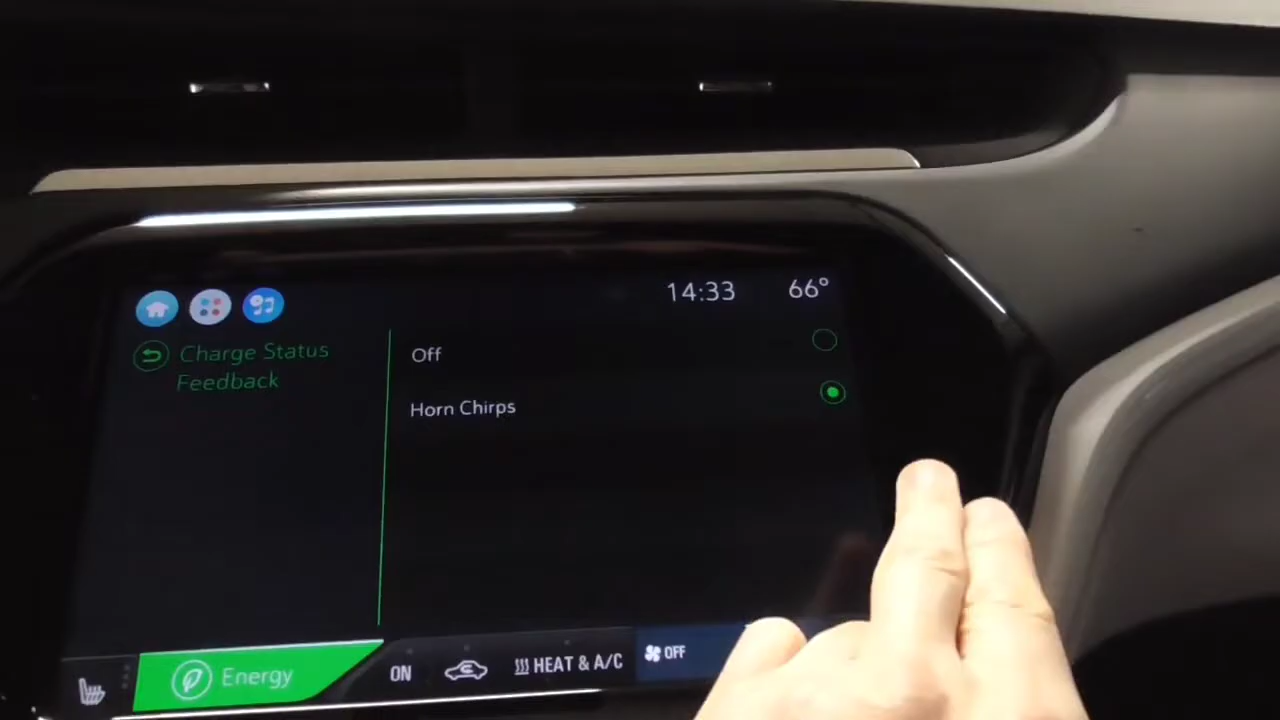 14:33 66°
Charge Status
Feedback
Off
Horn Chirps
Energy
ON
HEAT & A/C
OFF